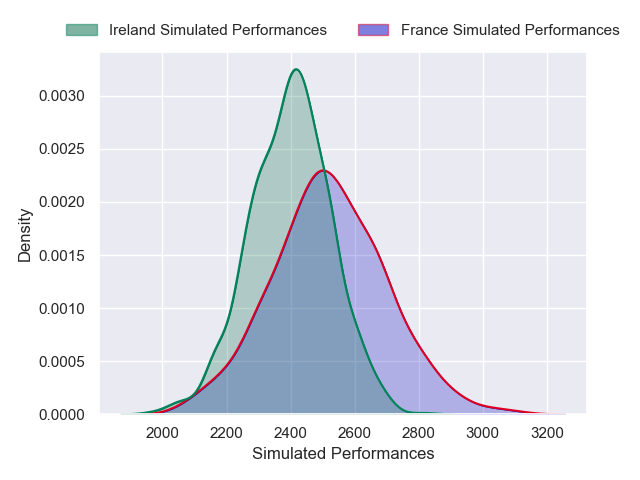 Ireland Simulated Performances France Simulated Performances
0.0030
0.0025
0.0020
0.0015
0.0010
0.0005
0.0000
Density
2000 2200 2400 2600 2800 3000 3200
Simulated Performances